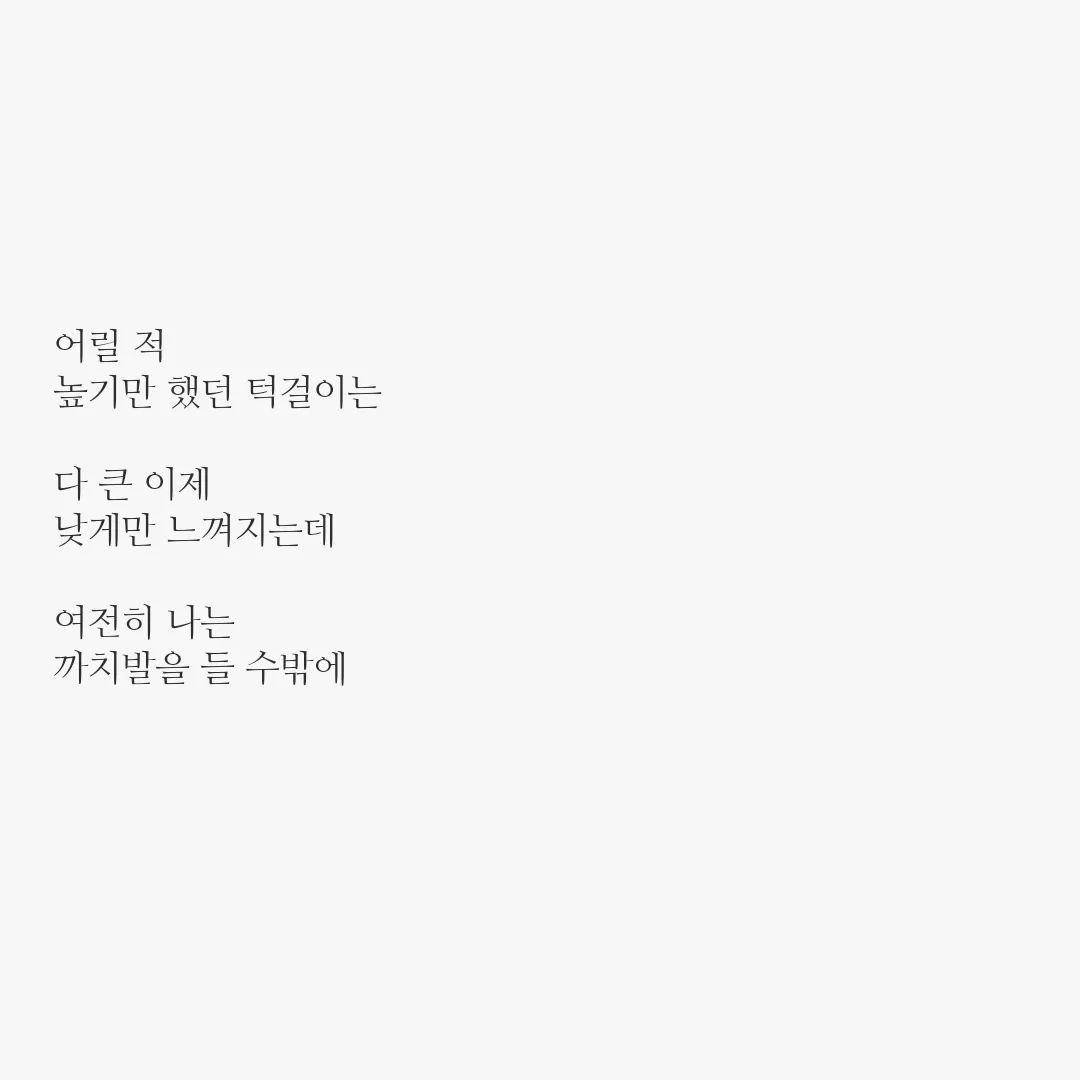 어릴 적
높기만 했던 턱걸이는
다 큰 이제
낮게만 느껴지는데
여전히 나는
까치발을 들 수밖에